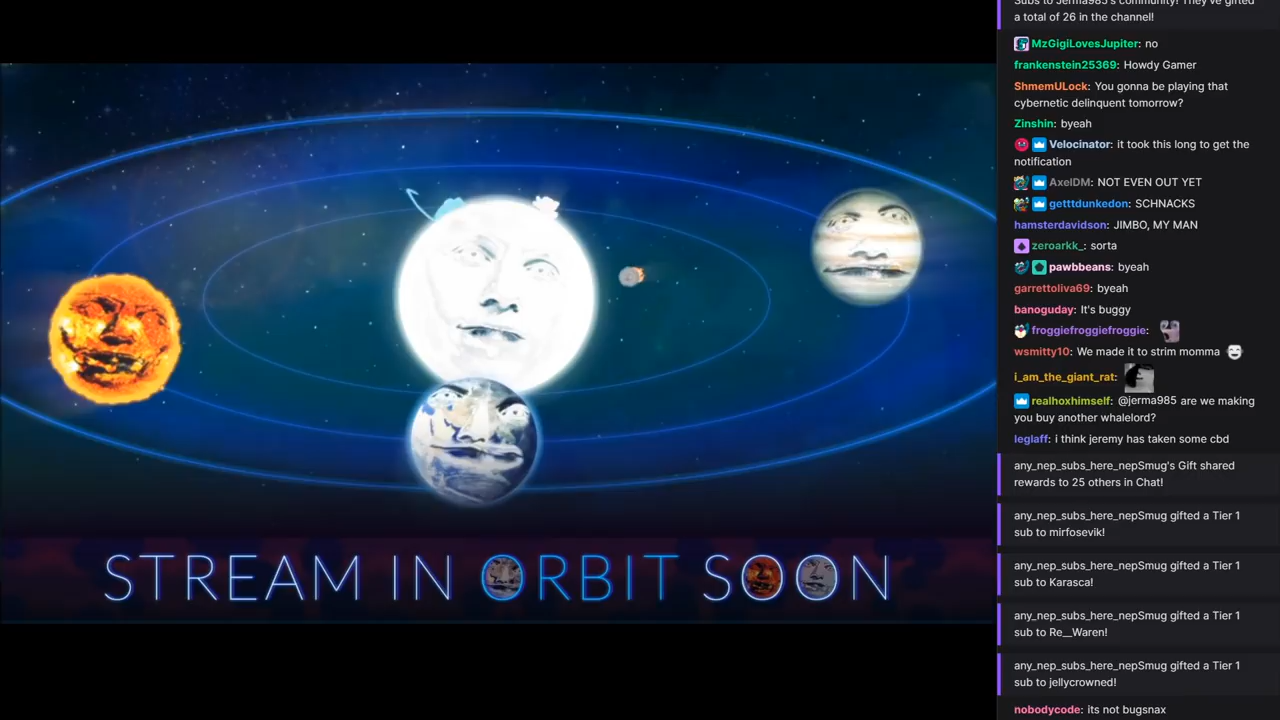 STREAM IN ORBIT SOON
Subs to Jerma985's community! They've gifted
a total of 26 in the channel!
MzGigiLovesJupiter: no
frankenstein25369: Howdy Gamer
ShmemULock: You gonna be playing that
cybernetic delinquent tomorrow?
Zinshin: byeah
Velocinator: it took this long to get the
notification
AxelDM: NOT EVEN OUT YET
getttdunkedon: SCHNACKS
hamsterdavidson: JIMBO, MY MAN
zeroarkk_: sorta
pawbbeans: byeah
garrettoliva69: byeah
banoguday: It's buggy
froggiefroggiefroggie:
wsmitty10: We made it to strim momma
i_am_the_giant_rat:
realhoxhimself: @jerma985 are we making
you buy another whalelord?
leglaff: i think jeremy has taken some cbd
any_nep_subs_here_nepSmug's Gift shared
rewards to 25 others in Chat!
any_nep_subs_here_nepSmug gifted a Tier 1
sub to mirfosevik!
any_nep_subs_here_nepSmug gifted a Tier 1
sub to Karasca!
any_nep_subs_here_nepSmug gifted a Tier 1
sub to Re__Waren!
any_nep_subs_here_nepSmug gifted a Tier 1
sub to jellycrowned!
nobodycode: its not bugsnax